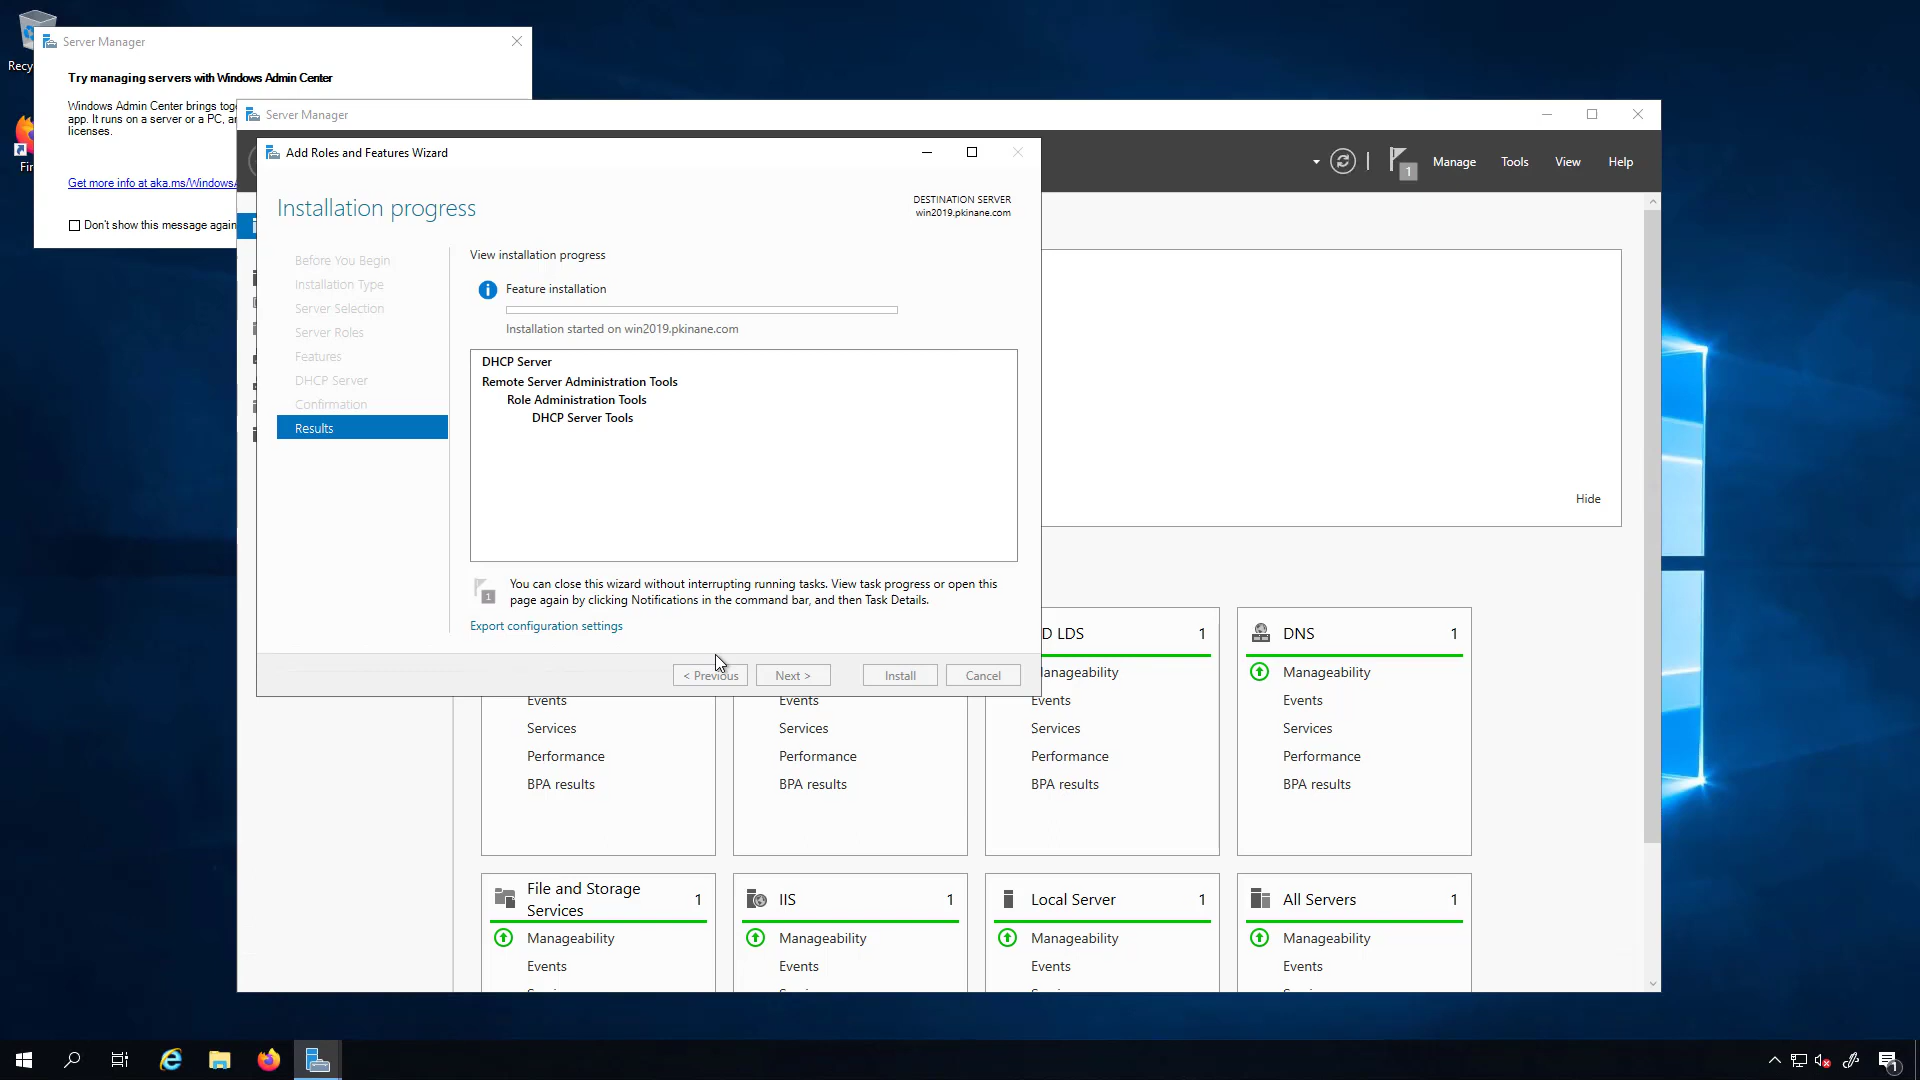 Recy
Fir
Server Manager
Try managing servers with Windows Admin Center
Windows Admin Center brings tog
app. It runs on a server or a PC, a
licenses.
Get more info at aka.ms/Windows
Don't show this message again
Server Manager
1
Manage
Tools
View
Help
Add Roles and Features Wizard
Installation progress
DESTINATION SERVER
win2019.pkinane.com
Before You Begin
Installation Type
Server Selection
Server Roles
Features
DHCP Server
Confirmation
Results
View installation progress
Feature installation
Installation started on win2019.pkinane.com
DHCP Server
Remote Server Administration Tools
Role Administration Tools
DHCP Server Tools
1
You can close this wizard without interrupting running tasks. View task progress or open this
page again by clicking Notifications in the command bar, and then Task Details.
Export configuration settings
< Previous
Next >
Install
Cancel
Hide
Events
Services
Performance
BPA results
Events
Services
Performance
BPA results
D LDS 1
anageability
Events
Services
Performance
BPA results
DNS 1
Manageability
Events
Services
Performance
BPA results
File and Storage
Services 1
Manageability
Events
IIS 1
Manageability
Events
Local Server 1
Manageability
Events
All Servers 1
Manageability
Events
1